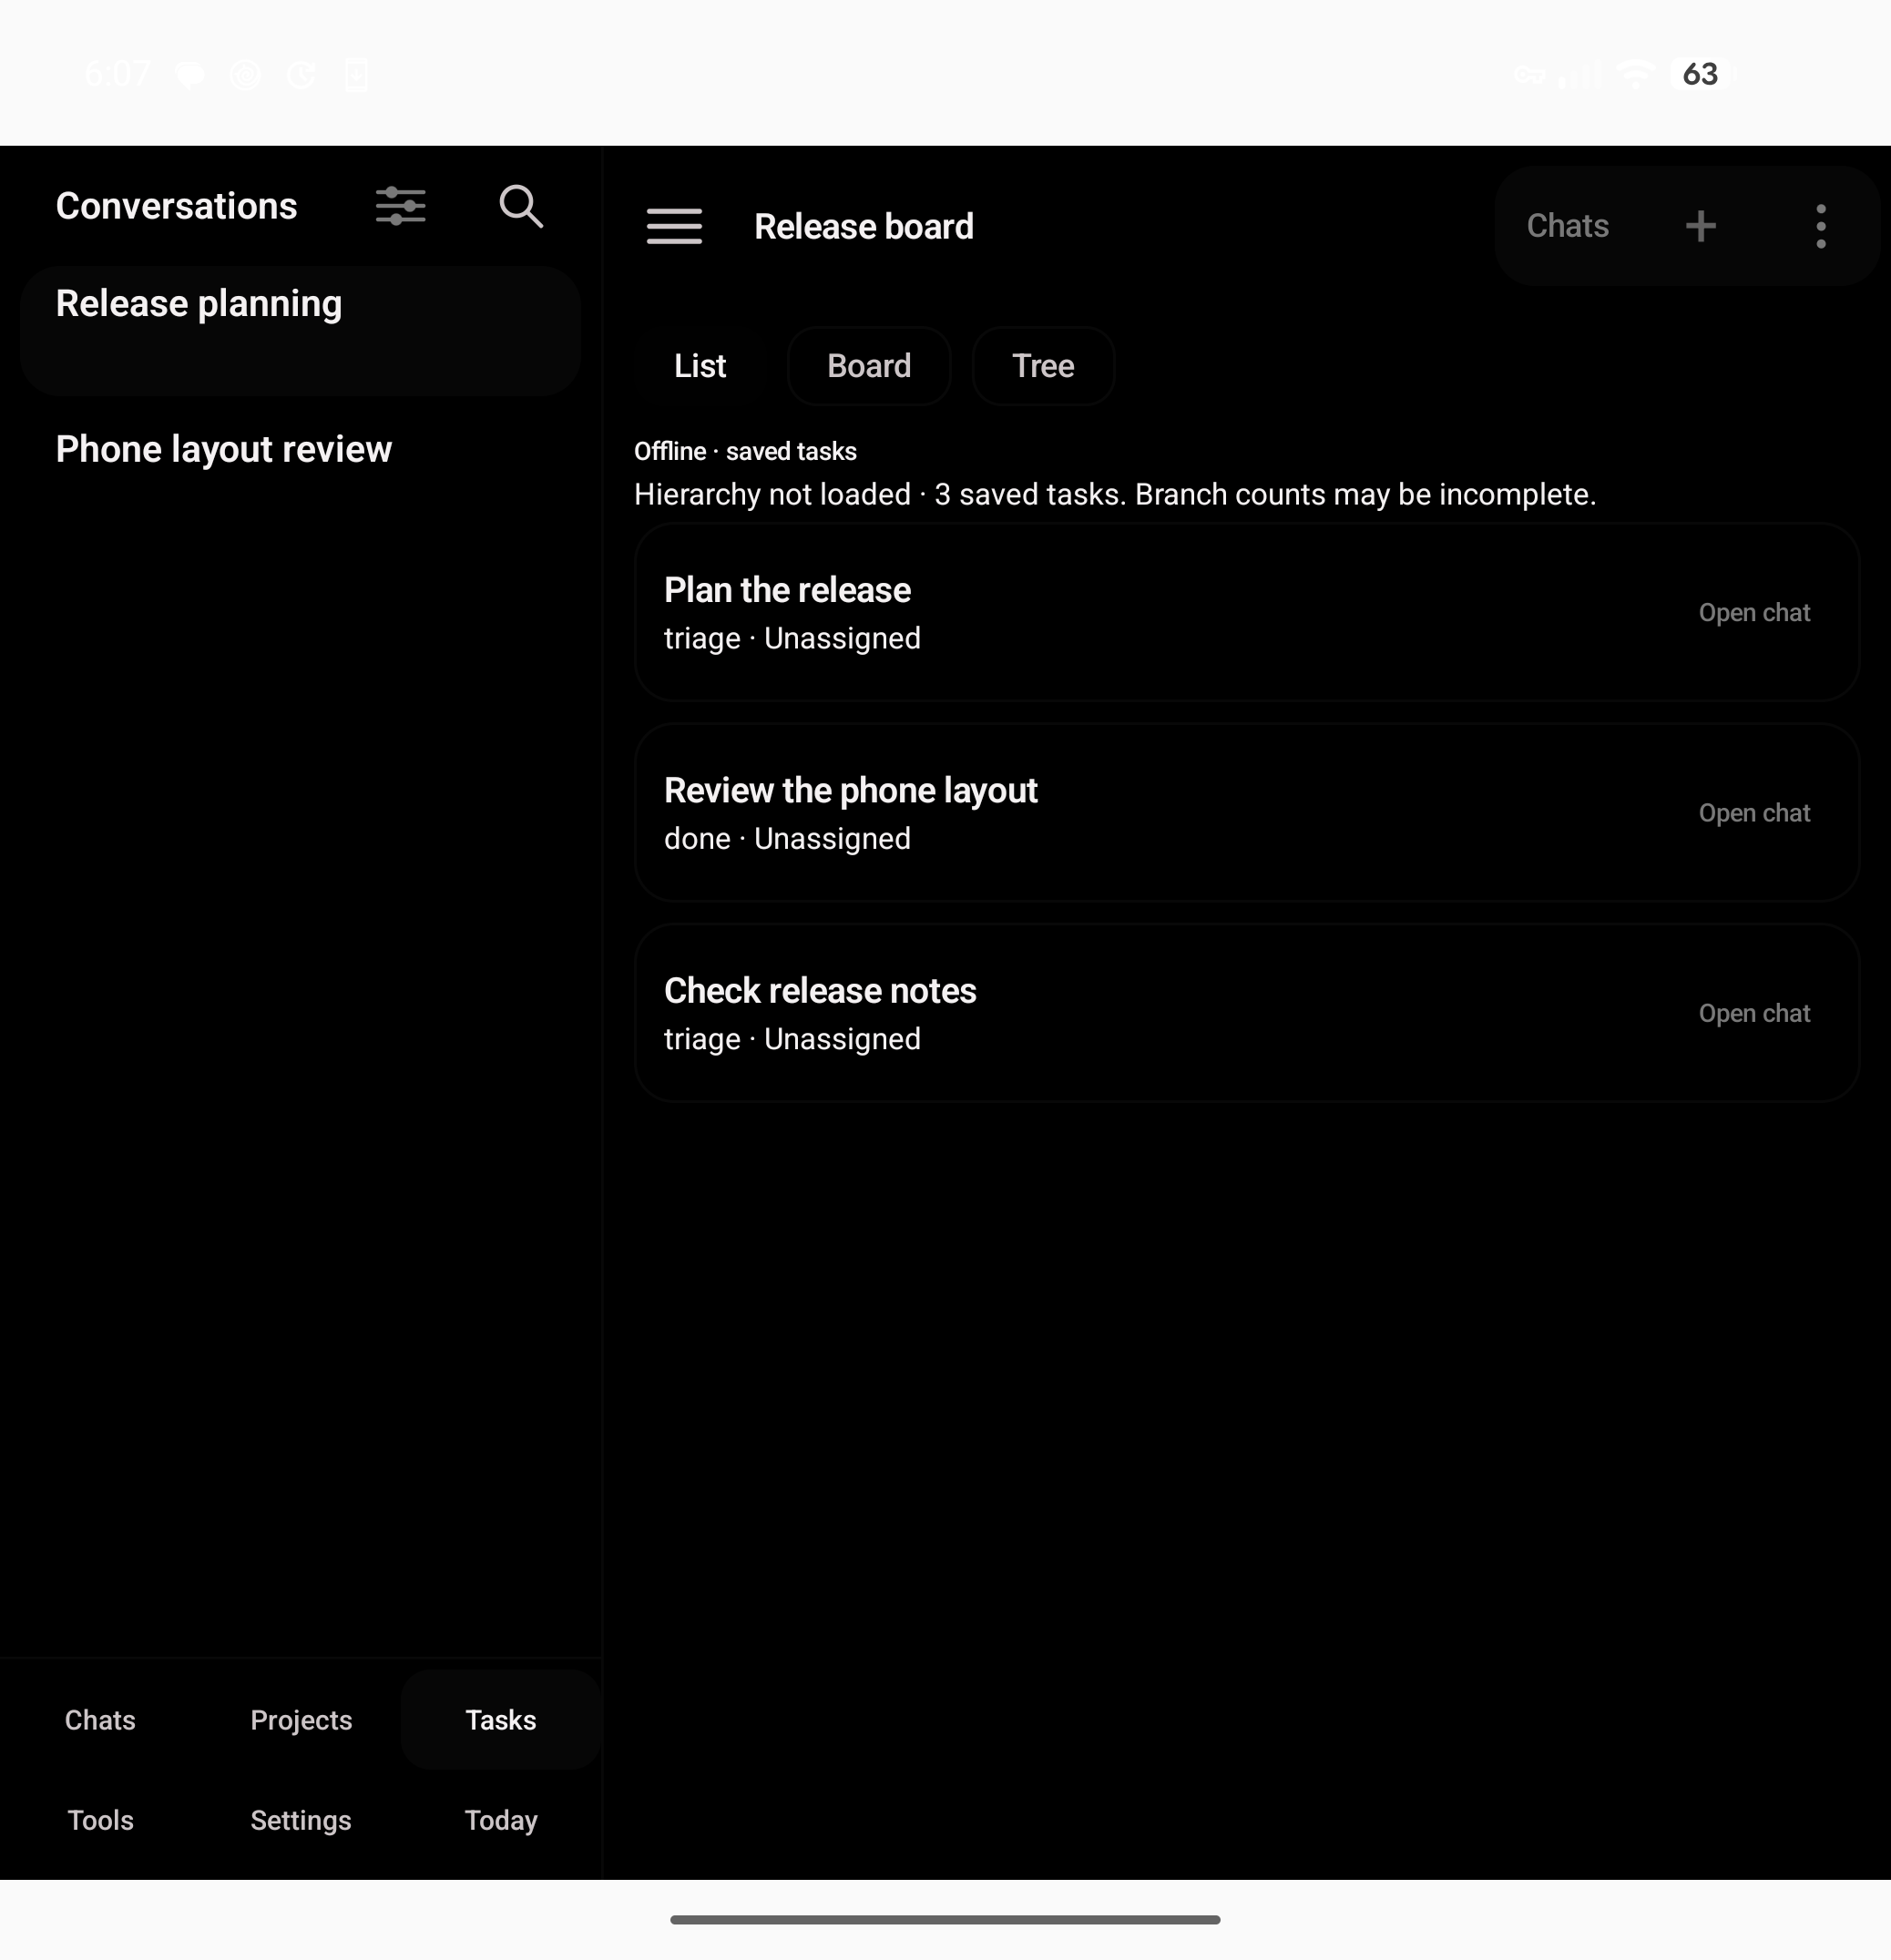 6:07
63
Conversations
Release planning
Phone layout review
Chats
Projects
Tasks
Tools
Settings
Today
Release board
Chats
List
Board
Tree
Offline · saved tasks
Hierarchy not loaded · 3 saved tasks. Branch counts may be incomplete.
Plan the release
triage · Unassigned
Open chat
Review the phone layout
done · Unassigned
Open chat
Check release notes
triage · Unassigned
Open chat